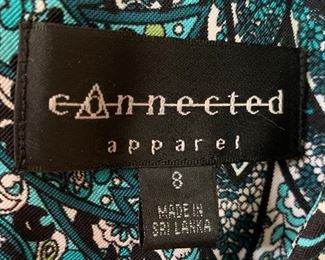 connected
apparel
8
MADE IN
SRI LANKA